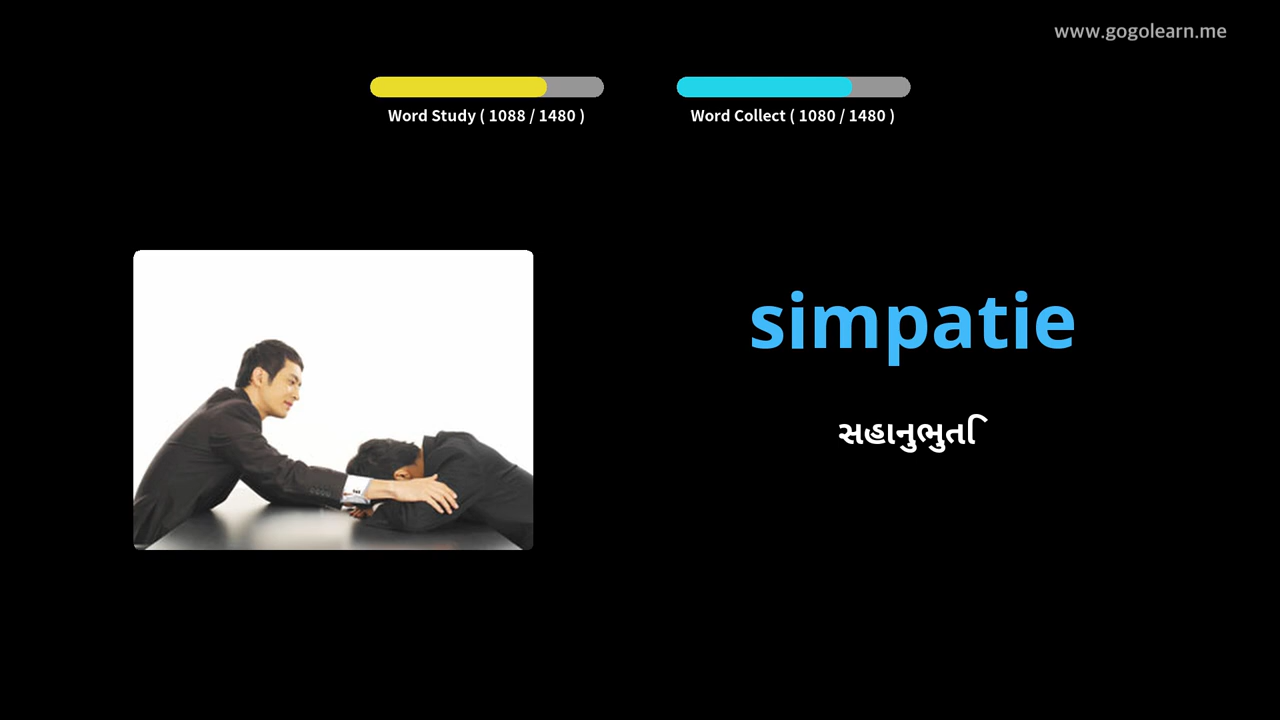 www.gogolearn.me
Word Study ( 1088 / 1480 )
Word Collect ( 1080 / 1480 )
simpatie
સહાનુભુતિ